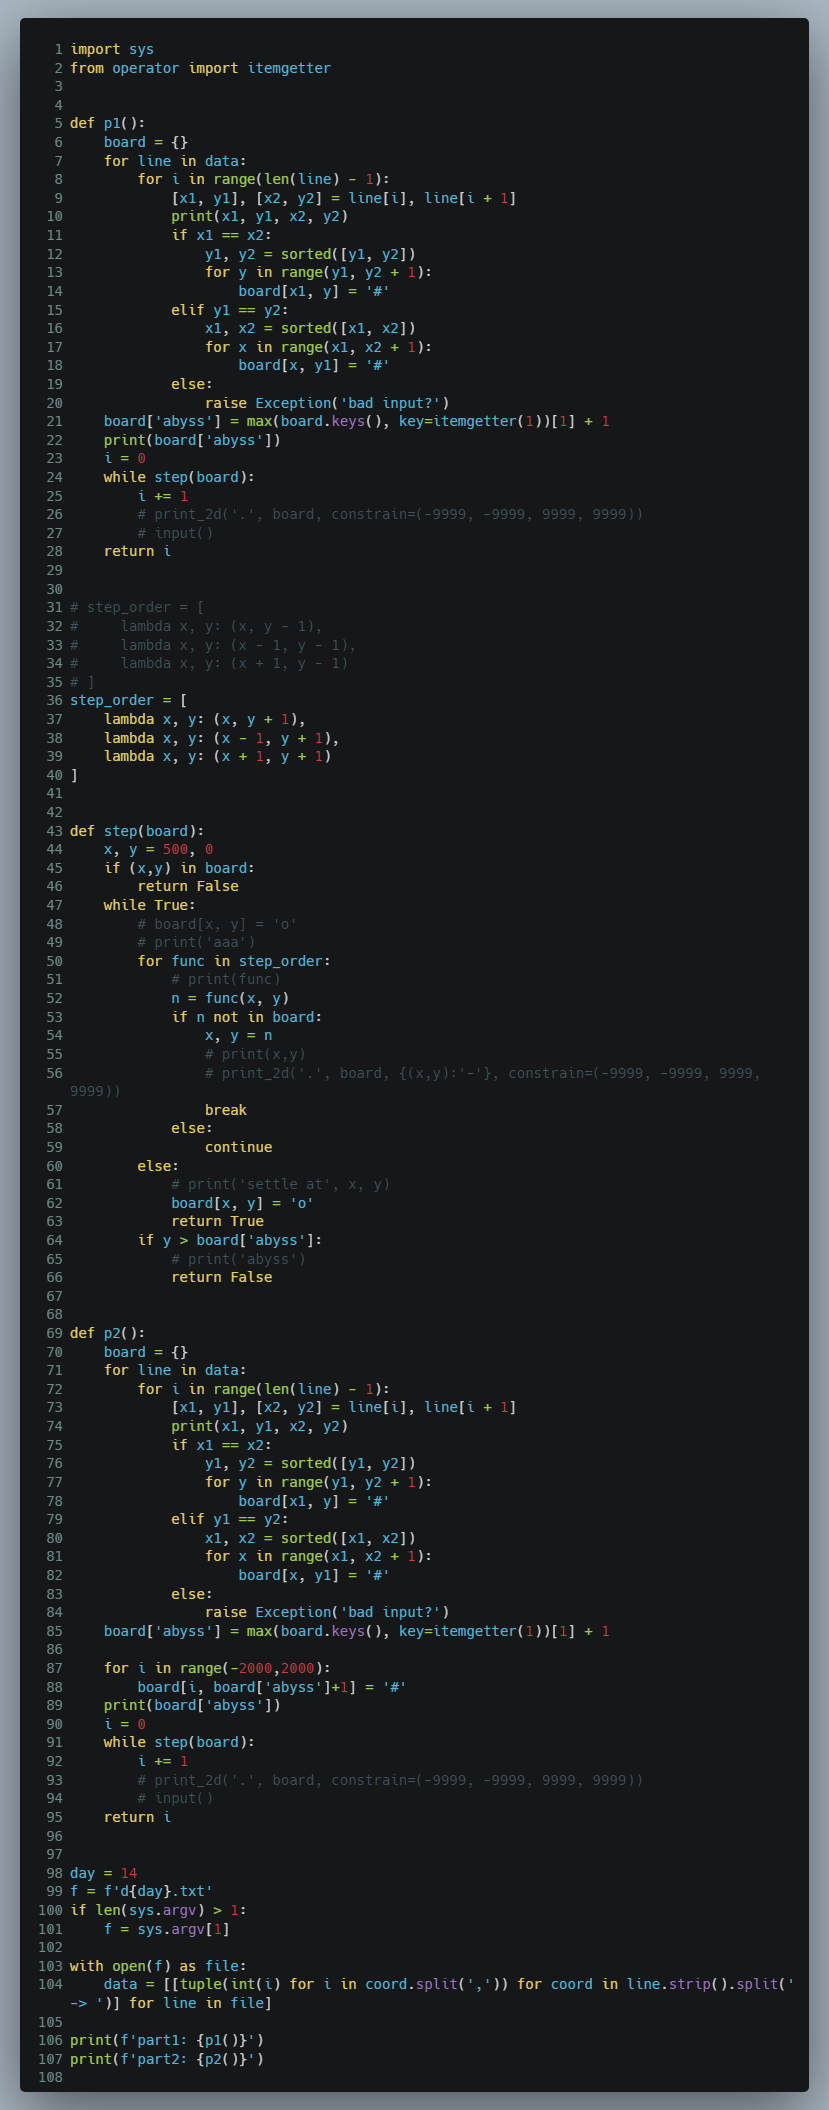 1 import sys
2 from operator import itemgetter
3
4
5 def p1():
6     board = {}
7     for line in data:
8         for i in range(len(line) - 1):
9             [x1, y1], [x2, y2] = line[i], line[i + 1]
10             print(x1, y1, x2, y2)
11             if x1 == x2:
12                 y1, y2 = sorted([y1, y2])
13                 for y in range(y1, y2 + 1):
14                     board[x1, y] = '#'
15             elif y1 == y2:
16                 x1, x2 = sorted([x1, x2])
17                 for x in range(x1, x2 + 1):
18                     board[x, y1] = '#'
19             else:
20                 raise Exception('bad input?')
21     board['abyss'] = max(board.keys(), key=itemgetter(1))[1] + 1
22     print(board['abyss'])
23     i = 0
24     while step(board):
25         i += 1
26         # print_2d('.', board, constrain=(-9999, -9999, 9999, 9999))
27         # input()
28     return i
29
30
31 # step_order = [
32 #     lambda x, y: (x, y - 1),
33 #     lambda x, y: (x - 1, y - 1),
34 #     lambda x, y: (x + 1, y - 1)
35 # ]
36 step_order = [
37     lambda x, y: (x, y + 1),
38     lambda x, y: (x - 1, y + 1),
39     lambda x, y: (x + 1, y + 1)
40 ]
41
42
43 def step(board):
44     x, y = 500, 0
45     if (x,y) in board:
46         return False
47     while True:
48         # board[x, y] = 'o'
49         # print('aaa')
50         for func in step_order:
51             # print(func)
52             n = func(x, y)
53             if n not in board:
54                 x, y = n
55                 # print(x,y)
56                 # print_2d('.', board, {(x,y):'-'}, constrain=(-9999, -9999, 9999,
9999))
57                 break
58             else:
59                 continue
60         else:
61             # print('settle at', x, y)
62             board[x, y] = 'o'
63             return True
64         if y > board['abyss']:
65             # print('abyss')
66             return False
67
68
69 def p2():
70     board = {}
71     for line in data:
72         for i in range(len(line) - 1):
73             [x1, y1], [x2, y2] = line[i], line[i + 1]
74             print(x1, y1, x2, y2)
75             if x1 == x2:
76                 y1, y2 = sorted([y1, y2])
77                 for y in range(y1, y2 + 1):
78                     board[x1, y] = '#'
79             elif y1 == y2:
80                 x1, x2 = sorted([x1, x2])
81                 for x in range(x1, x2 + 1):
82                     board[x, y1] = '#'
83             else:
84                 raise Exception('bad input?')
85     board['abyss'] = max(board.keys(), key=itemgetter(1))[1] + 1
86
87     for i in range(-2000,2000):
88         board[i, board['abyss']+1] = '#'
89     print(board['abyss'])
90     i = 0
91     while step(board):
92         i += 1
93         # print_2d('.', board, constrain=(-9999, -9999, 9999, 9999))
94         # input()
95     return i
96
97
98 day = 14
99 f = f'd{day}.txt'
100 if len(sys.argv) > 1:
101     f = sys.argv[1]
102
103 with open(f) as file:
104     data = [[tuple(int(i) for i in coord.split(',')) for coord in line.strip().split('
-> ')] for line in file]
105
106 print(f'part1: {p1()}')
107 print(f'part2: {p2()}')
108